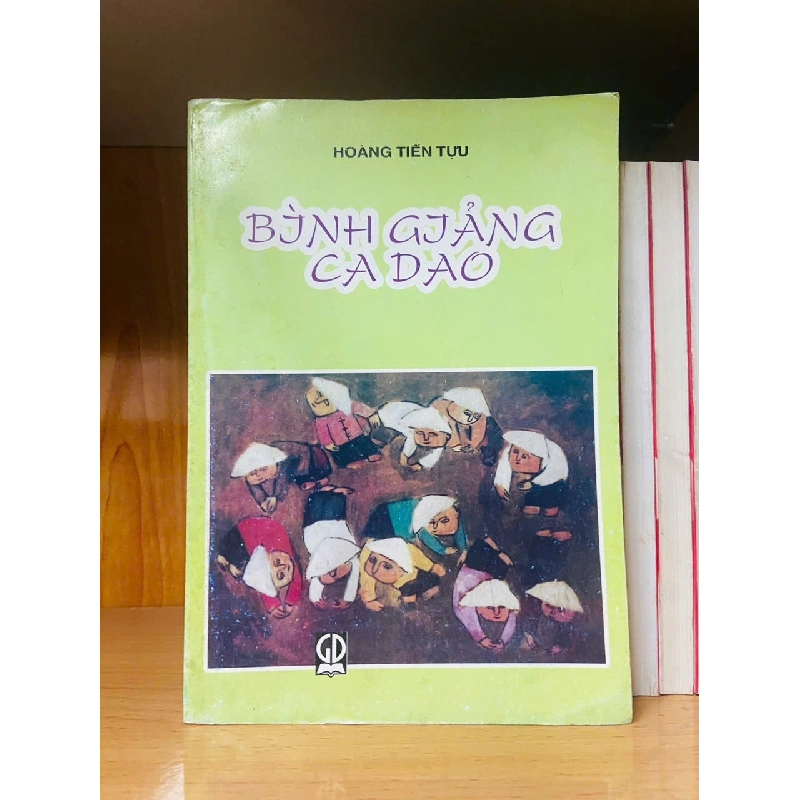 HOÀNG TIẾN TỰU
BÌNH GIẢNG
CA DAO
GD